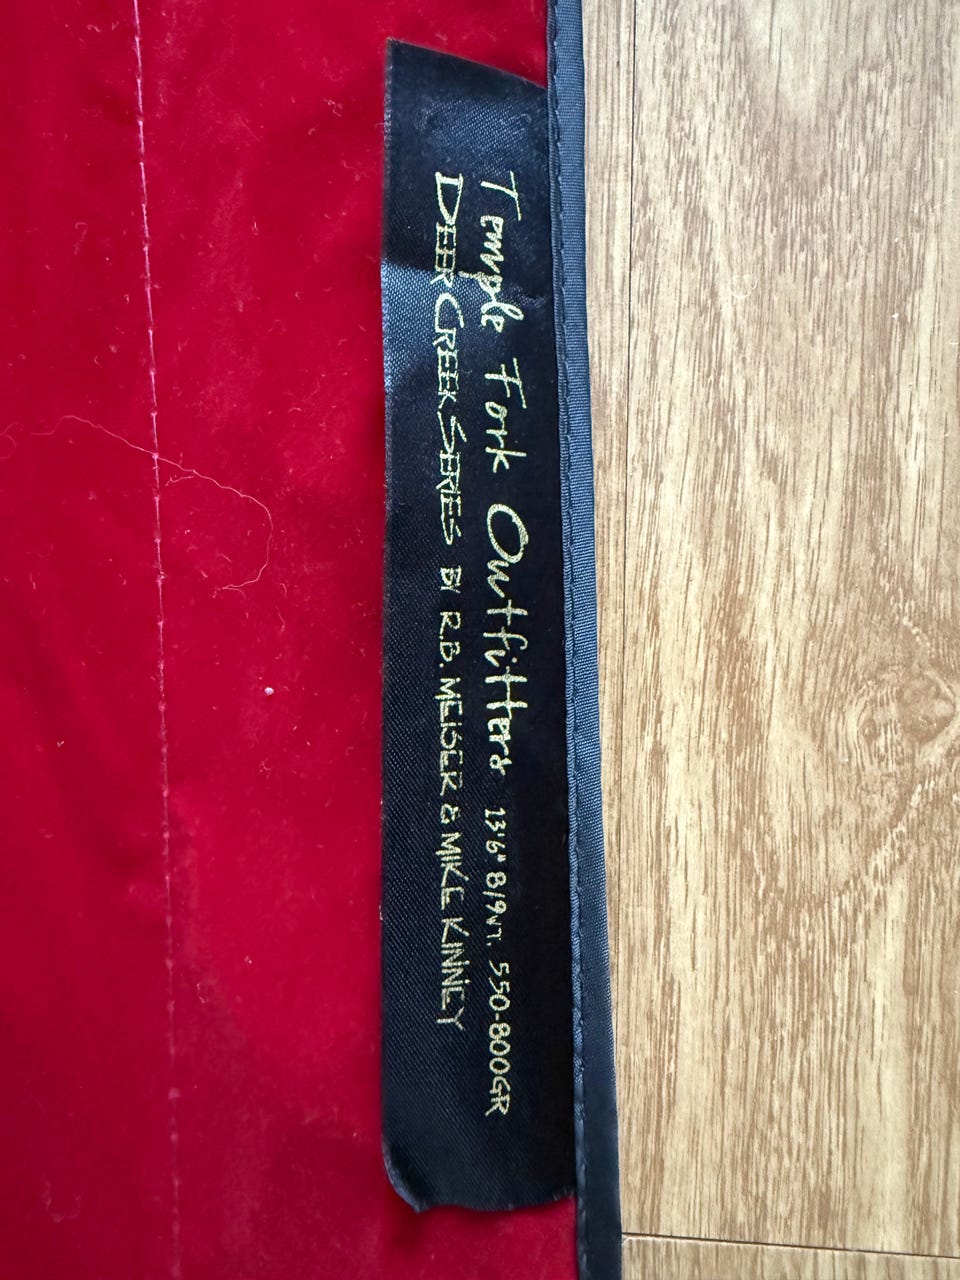 Temple Fork Outfitters 13'6" 8/9WT. 550-800GR
DEER CREEK SERIES BY R.B. MEISER & MIKE KINNEY